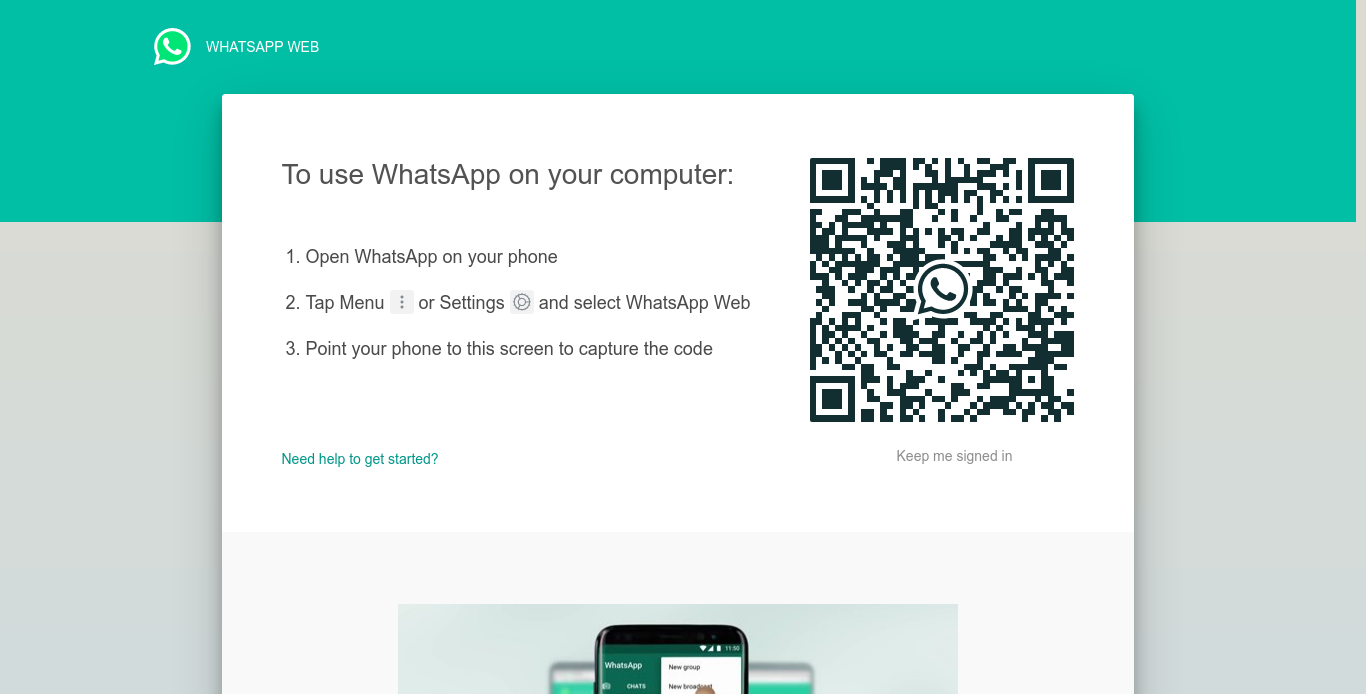 WHATSAPP WEB
To use WhatsApp on your computer:
1. Open WhatsApp on your phone
2. Tap Menu or Settings and select WhatsApp Web
3. Point your phone to this screen to capture the code
Need help to get started?
Keep me signed in
11:50
WhatsApp
New group
CHATS
New broadcast